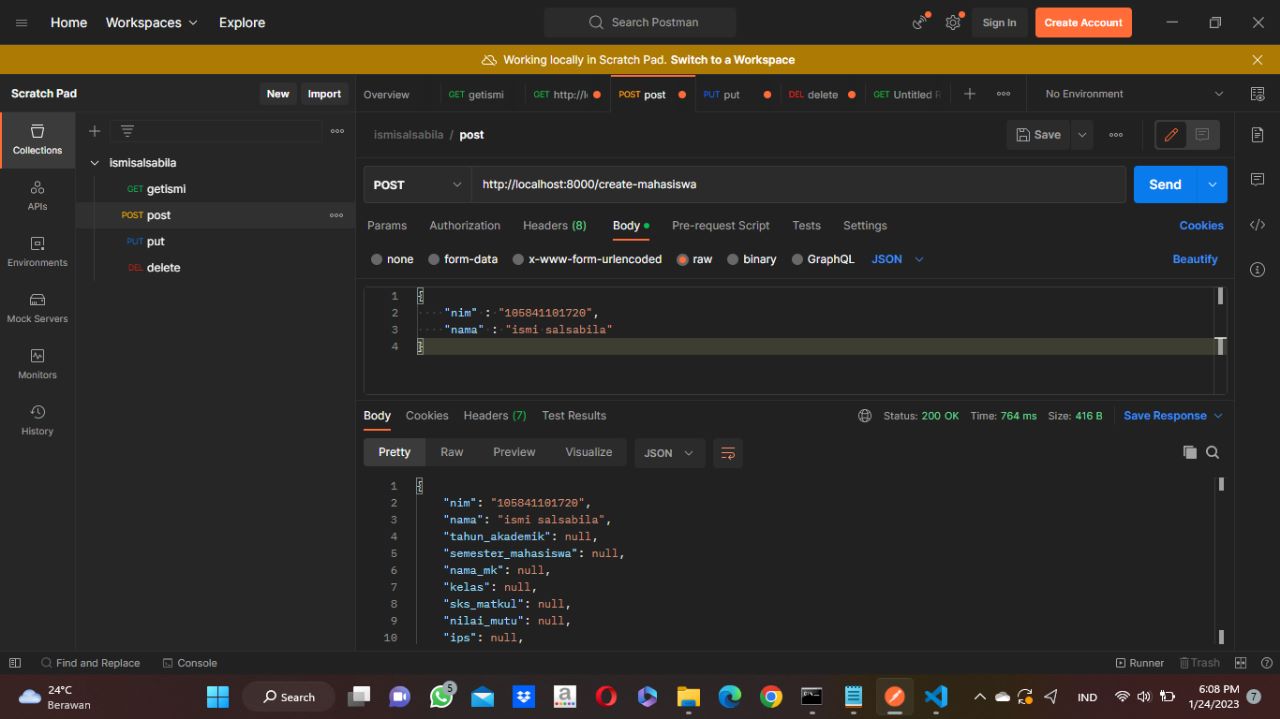 Home Workspaces Explore Search Postman Sign In Create Account
Working locally in Scratch Pad. Switch to a Workspace
Scratch Pad New Import Overview GET getismi GET http://l POST post PUT put DEL delete GET Untitled R No Environment
Collections
APIs
Environments
Mock Servers
Monitors
History
ismisalsabila
GET getismi
POST post
PUT put
DEL delete
ismisalsabila / post Save
POST http://localhost:8000/create-mahasiswa Send
Params Authorization Headers (8) Body Pre-request Script Tests Settings Cookies
none form-data x-www-form-urlencoded raw binary GraphQL JSON Beautify
1 {
2 "nim" : "105841101720",
3 "nama" : "ismi salsabila"
4 }
Body Cookies Headers (7) Test Results Status: 200 OK Time: 764 ms Size: 416 B Save Response
Pretty Raw Preview Visualize JSON
1 {
2 "nim": "105841101720",
3 "nama": "ismi salsabila",
4 "tahun_akademik": null,
5 "semester_mahasiswa": null,
6 "nama_mk": null,
7 "kelas": null,
8 "sks_matkul": null,
9 "nilai_mutu": null,
10 "ips": null,
Find and Replace Console Runner Trash
24°C
Berawan
Search 5 a IND 6:08 PM
1/24/2023 7